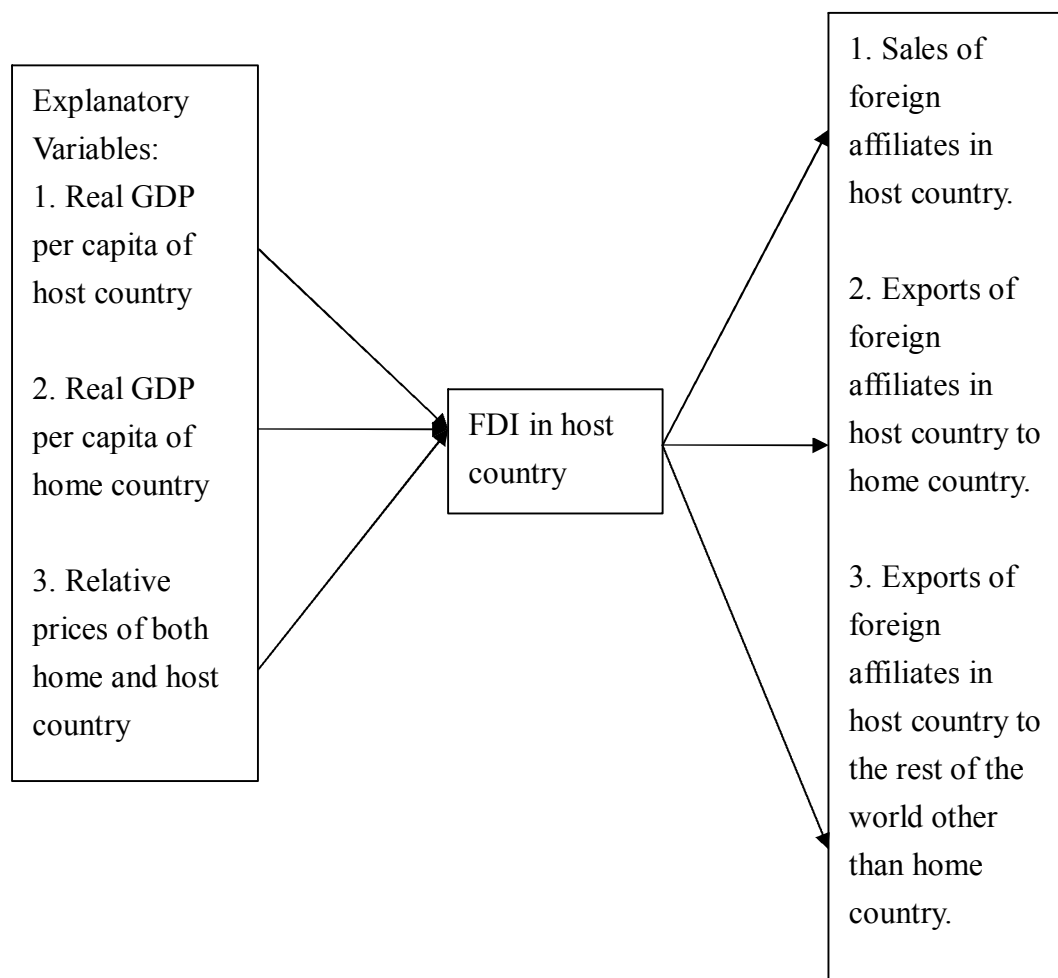 Explanatory
Variables:
1. Real GDP
per capita of
host country
2. Real GDP
per capita of
home country
3. Relative
prices of both
home and host
country
FDI in host
country
1. Sales of
foreign
affiliates in
host country.
2. Exports of
foreign
affiliates in
host country to
home country.
3. Exports of
foreign
affiliates in
host country to
the rest of the
world other
than home
country.